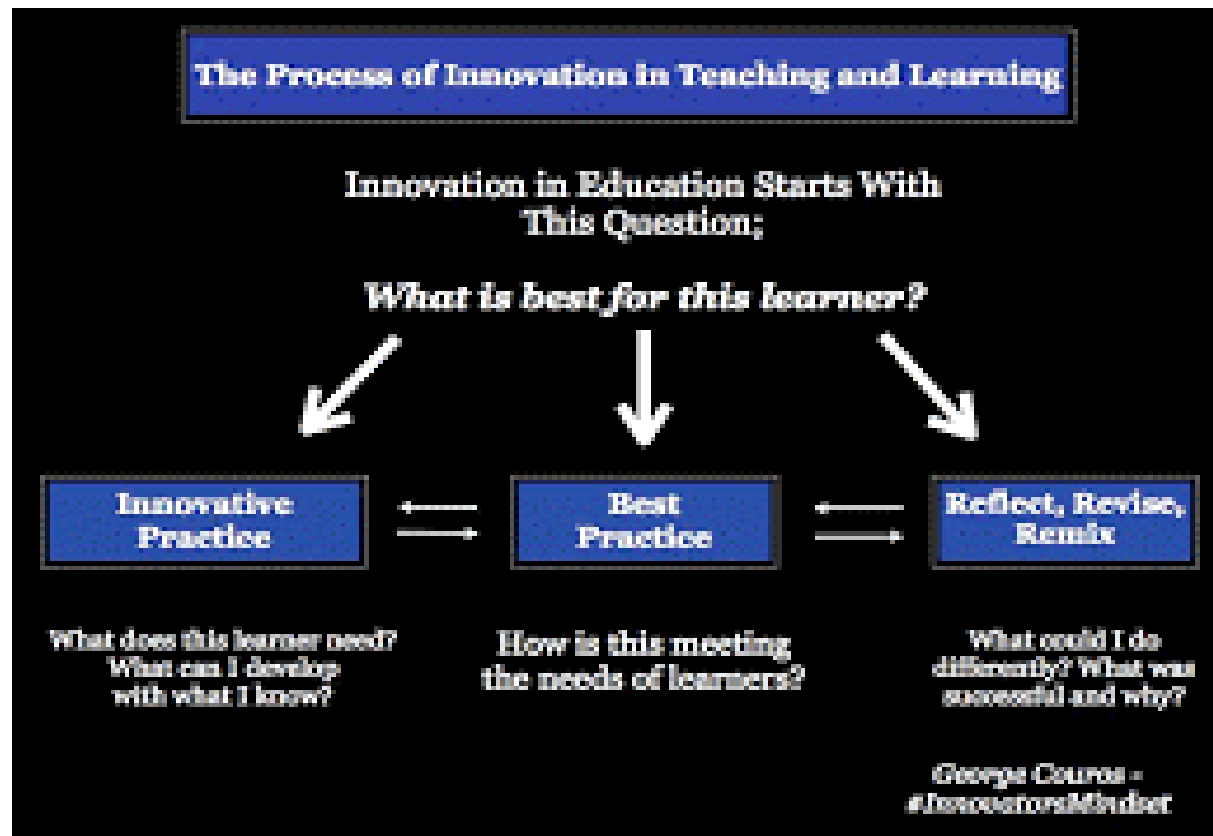 The Process of Innovation in Teaching and Learning
Innovation in Education Starts With
This Question;
What is best for this learner?
Innovative
Practice
Best
Practice
Reflect, Revise,
Remix
What does this learner need?
What can I develop
with what I know?
How is this meeting
the needs of learners?
What could I do
differently? What was
successful and why?
George Couros -
#InnovatorsMindset